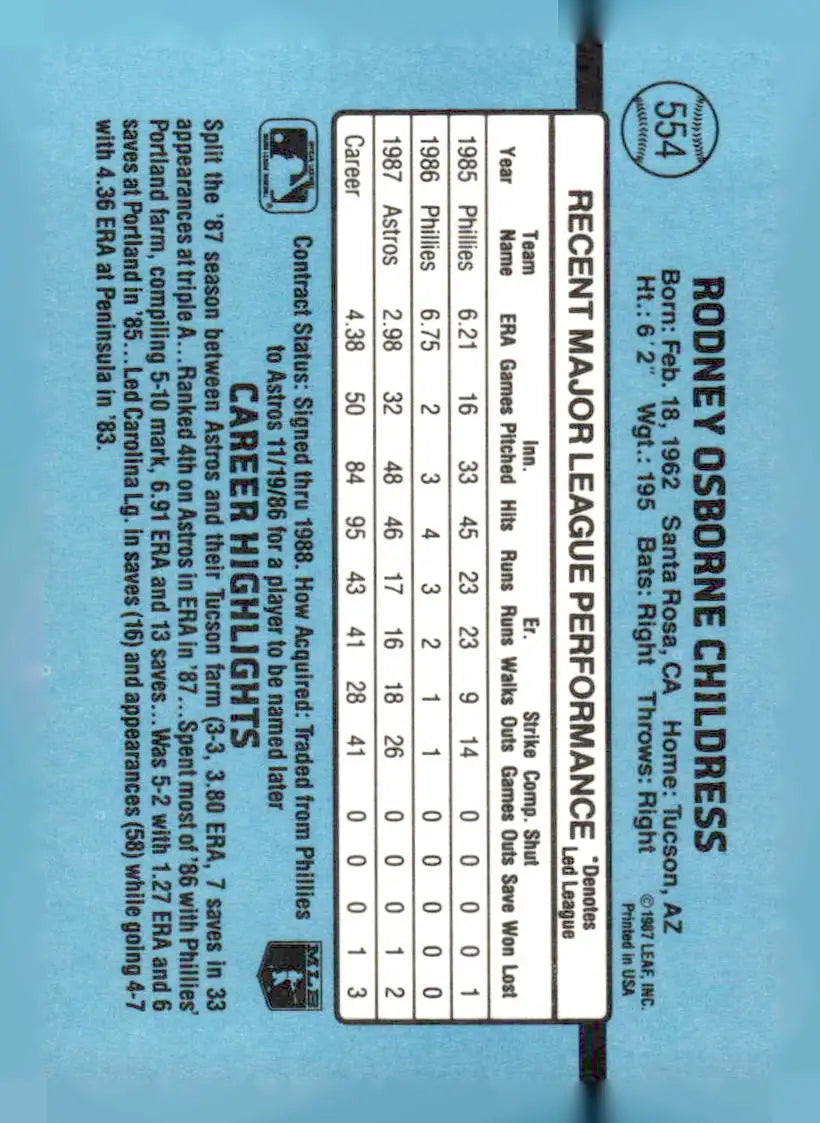 554
RODNEY OSBORNE CHILDRESS
Born: Feb. 18, 1962 Santa Rosa, CA Home: Tucson, AZ
Ht.: 6'2" Wgt.: 195 Bats: Right Throws: Right
©1987 LEAF, INC.
Printed in USA
RECENT MAJOR LEAGUE PERFORMANCE *Denotes
Led League
Team Inn. Er. Strike Comp. Shut
Year Name ERA Games Pitched Hits Runs Runs Walks Outs Games Outs Save Won Lost
1985 Phillies 6.21 16 33 45 23 23 9 14 0 0 0 0 1
1986 Phillies 6.75 2 3 4 3 2 1 1 0 0 0 0 0
1987 Astros 2.98 32 48 46 17 16 18 26 0 0 0 1 2
Career 4.38 50 84 95 43 41 28 41 0 0 0 1 3
Contract Status: Signed thru 1988. How Acquired: Traded from Phillies
to Astros 11/19/86 for a player to be named later
MLB
CAREER HIGHLIGHTS
Split the '87 season between Astros and their Tucson farm (3-3, 3.80 ERA, 7 saves in 33
appearances at triple A... Ranked 4th on Astros in ERA in '87... Spent most of '86 with Phillies'
Portland farm, compiling 5-10 mark, 6.91 ERA and 13 saves... Was 5-2 with 1.27 ERA and 6
saves at Portland in '85... Led Carolina Lg. in saves (16) and appearances (58) while going 4-7
with 4.36 ERA at Peninsula in '83.